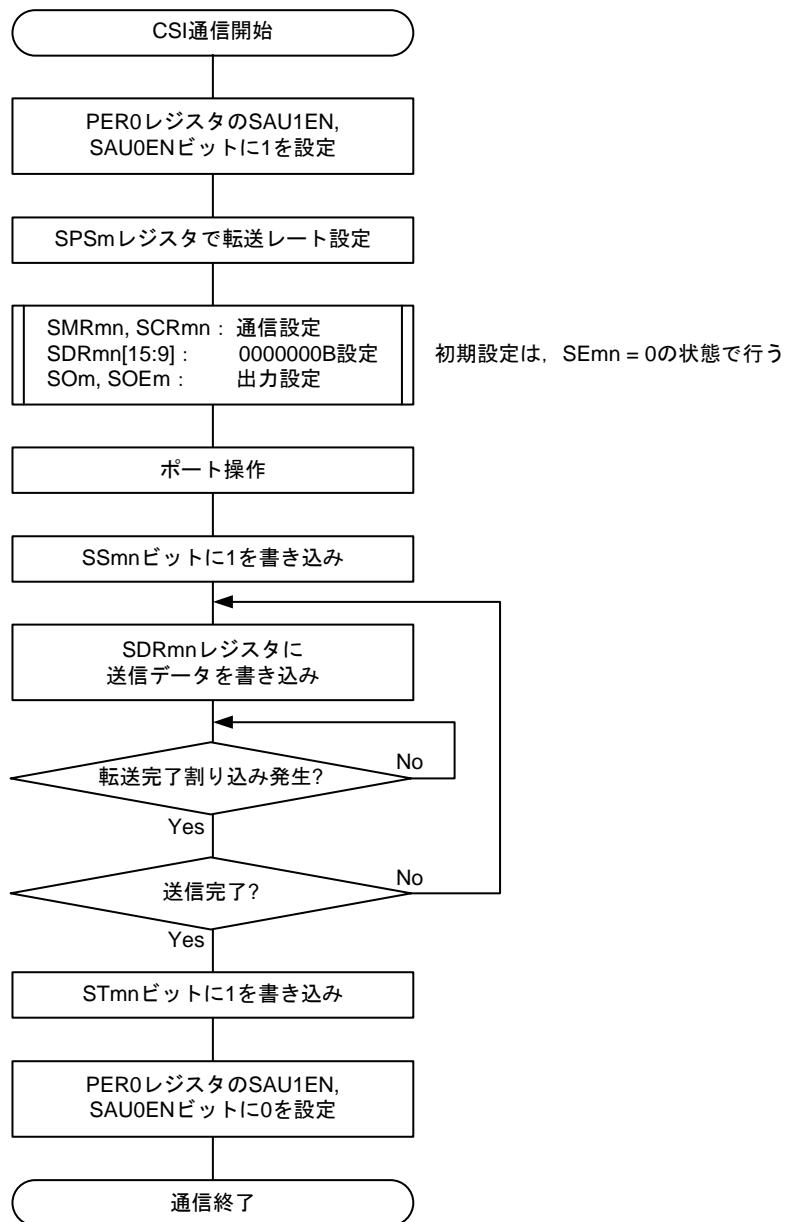 CSI通信開始
PER0レジスタのSAU1EN,
SAU0ENビットに1を設定
SPSmレジスタで転送レート設定
SMRmn, SCRmn： 通信設定
SDRmn[15:9]： 0000000B設定
SOm, SOEm： 出力設定
初期設定は，SEmn = 0の状態で行う
ポート操作
SSmnビットに1を書き込み
SDRmnレジスタに
送信データを書き込み
転送完了割り込み発生?
No
Yes
送信完了?
No
Yes
STmnビットに1を書き込み
PER0レジスタのSAU1EN,
SAU0ENビットに0を設定
通信終了